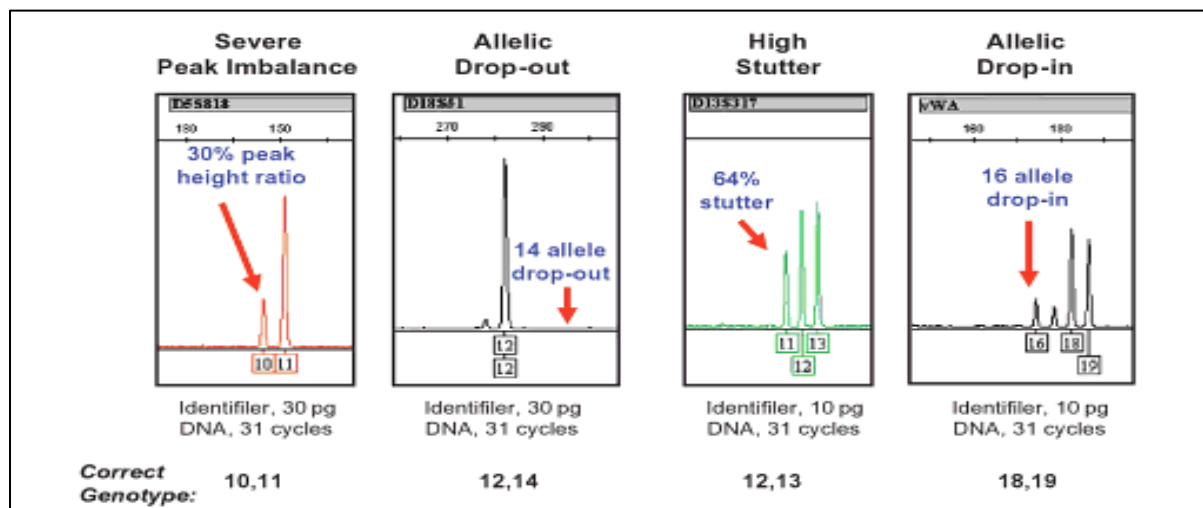 Severe
Peak Imbalance
Allelic
Drop-out
High
Stutter
Allelic
Drop-in
D5S818
130 150
30% peak
height ratio
10 11
D18S51
270 290
14 allele
drop-out
12
12
D13S317
64%
stutter
11 13
12
vWA
160 180
16 allele
drop-in
16 18
19
Identifiler, 30 pg
DNA, 31 cycles
Identifiler, 30 pg
DNA, 31 cycles
Identifiler, 10 pg
DNA, 31 cycles
Identifiler, 10 pg
DNA, 31 cycles
Correct
Genotype: 10,11 12,14 12,13 18,19